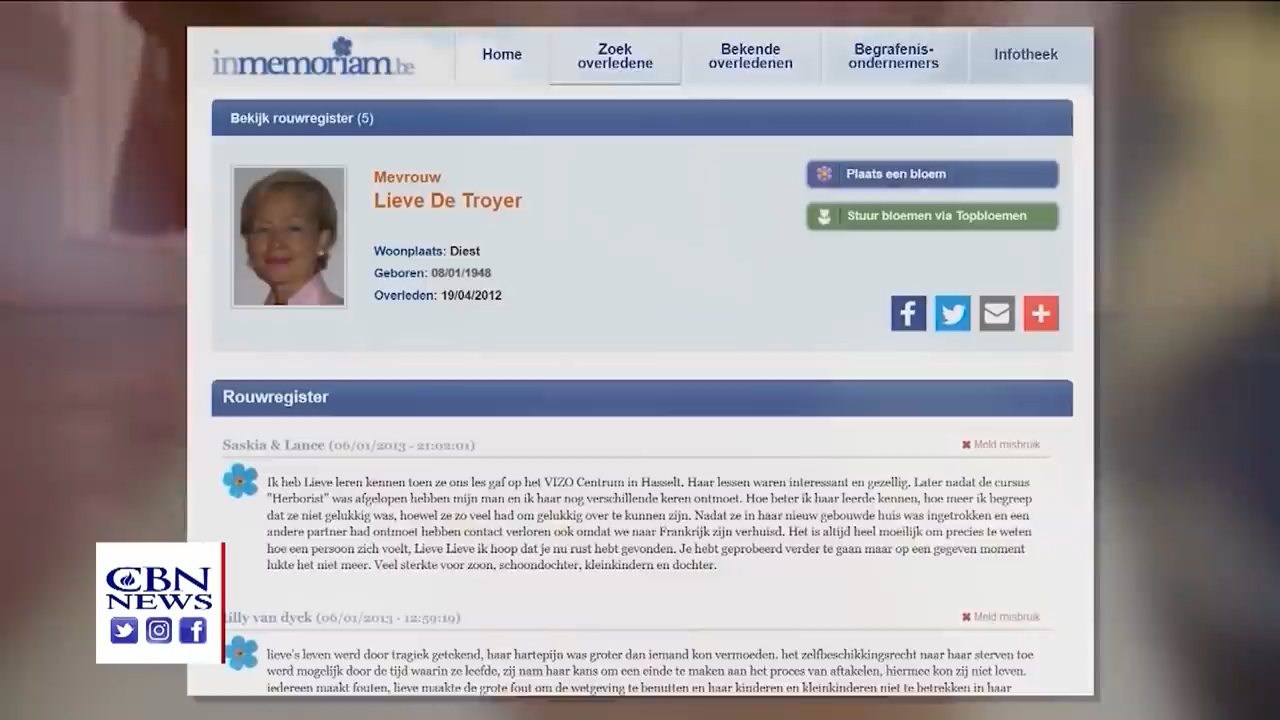 inmemoriam.be
Home
Zoek
overledene
Bekende
overledenen
Begrafenis-
ondernemers
Infotheek
Bekijk rouwregister (5)
Mevrouw
Lieve De Troyer
Woonplaats: Diest
Geboren: 08/01/1948
Overleden: 19/04/2012
Plaats een bloem
Stuur bloemen via Topbloemen
Rouwregister
Saskia & Lance (06/01/2013 - 21:02:01)
Meld misbruik
Ik heb Lieve leren kennen toen ze ons les gaf op het VIZO Centrum in Hasselt. Haar lessen waren interessant en gezellig. Later nadat de cursus
"Herborist" was afgelopen hebben mijn man en ik haar nog verschillende keren ontmoet. Hoe beter ik haar leerde kennen, hoe meer ik begreep
dat ze niet gelukkig was, hoewel ze zo veel had om gelukkig over te kunnen zijn. Nadat ze in haar nieuw gebouwde huis was ingetrokken en een
andere partner had ontmoet hebben contact verloren ook omdat we naar Frankrijk zijn verhuisd. Het is altijd heel moeilijk om precies te weten
hoe een persoon zich voelt, Lieve Lieve ik hoop dat je nu rust hebt gevonden. Je hebt geprobeerd verder te gaan maar op een gegeven moment
lukte het niet meer. Veel sterkte voor zoon, schoondochter, kleinkindern en dochter.
illy van dyck (06/01/2013 - 12:59:19)
Meld misbruik
lieve's leven werd door tragiek getekend, haar hartepijn was groter dan iemand kon vermoeden. het zelfbeschikkingsrecht naar haar sterven toe
werd mogelijk door de tijd waarin ze leefde, zij nam haar kans om een einde te maken aan het proces van aftakelen, hiermee kon zij niet leven.
iedereen maakt fouten, lieve maakte de grote fout om de wetgeving te benutten en haar kinderen en kleinkinderen niet te betrekken in haar
CBN
NEWS